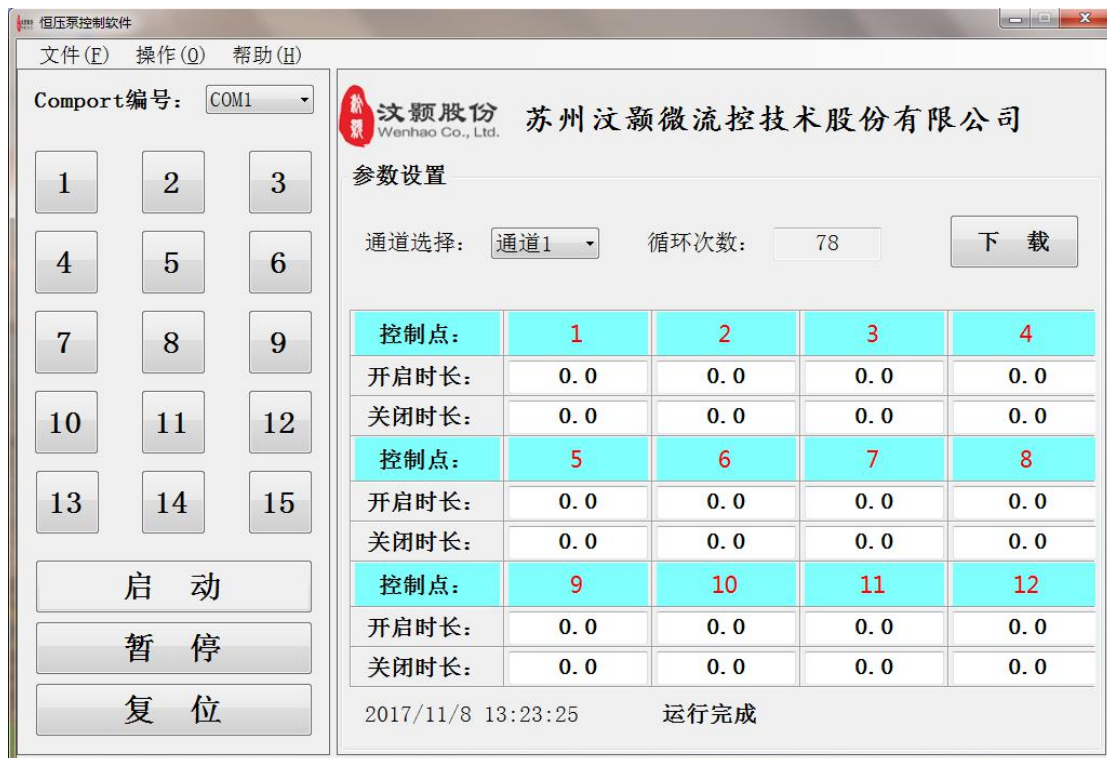 恒压泵控制软件
文件(F) 操作(O) 帮助(H)
Comport编号: COM1
1 2 3
4 5 6
7 8 9
10 11 12
13 14 15
启 动
暂 停
复 位
汶颢股份
Wenhao Co., Ltd.
苏州汶颢微流控技术股份有限公司
参数设置
通道选择: 通道1 循环次数: 78 下 载
控制点: 1 2 3 4
开启时长: 0.0 0.0 0.0 0.0
关闭时长: 0.0 0.0 0.0 0.0
控制点: 5 6 7 8
开启时长: 0.0 0.0 0.0 0.0
关闭时长: 0.0 0.0 0.0 0.0
控制点: 9 10 11 12
开启时长: 0.0 0.0 0.0 0.0
关闭时长: 0.0 0.0 0.0 0.0
2017/11/8 13:23:25 运行完成